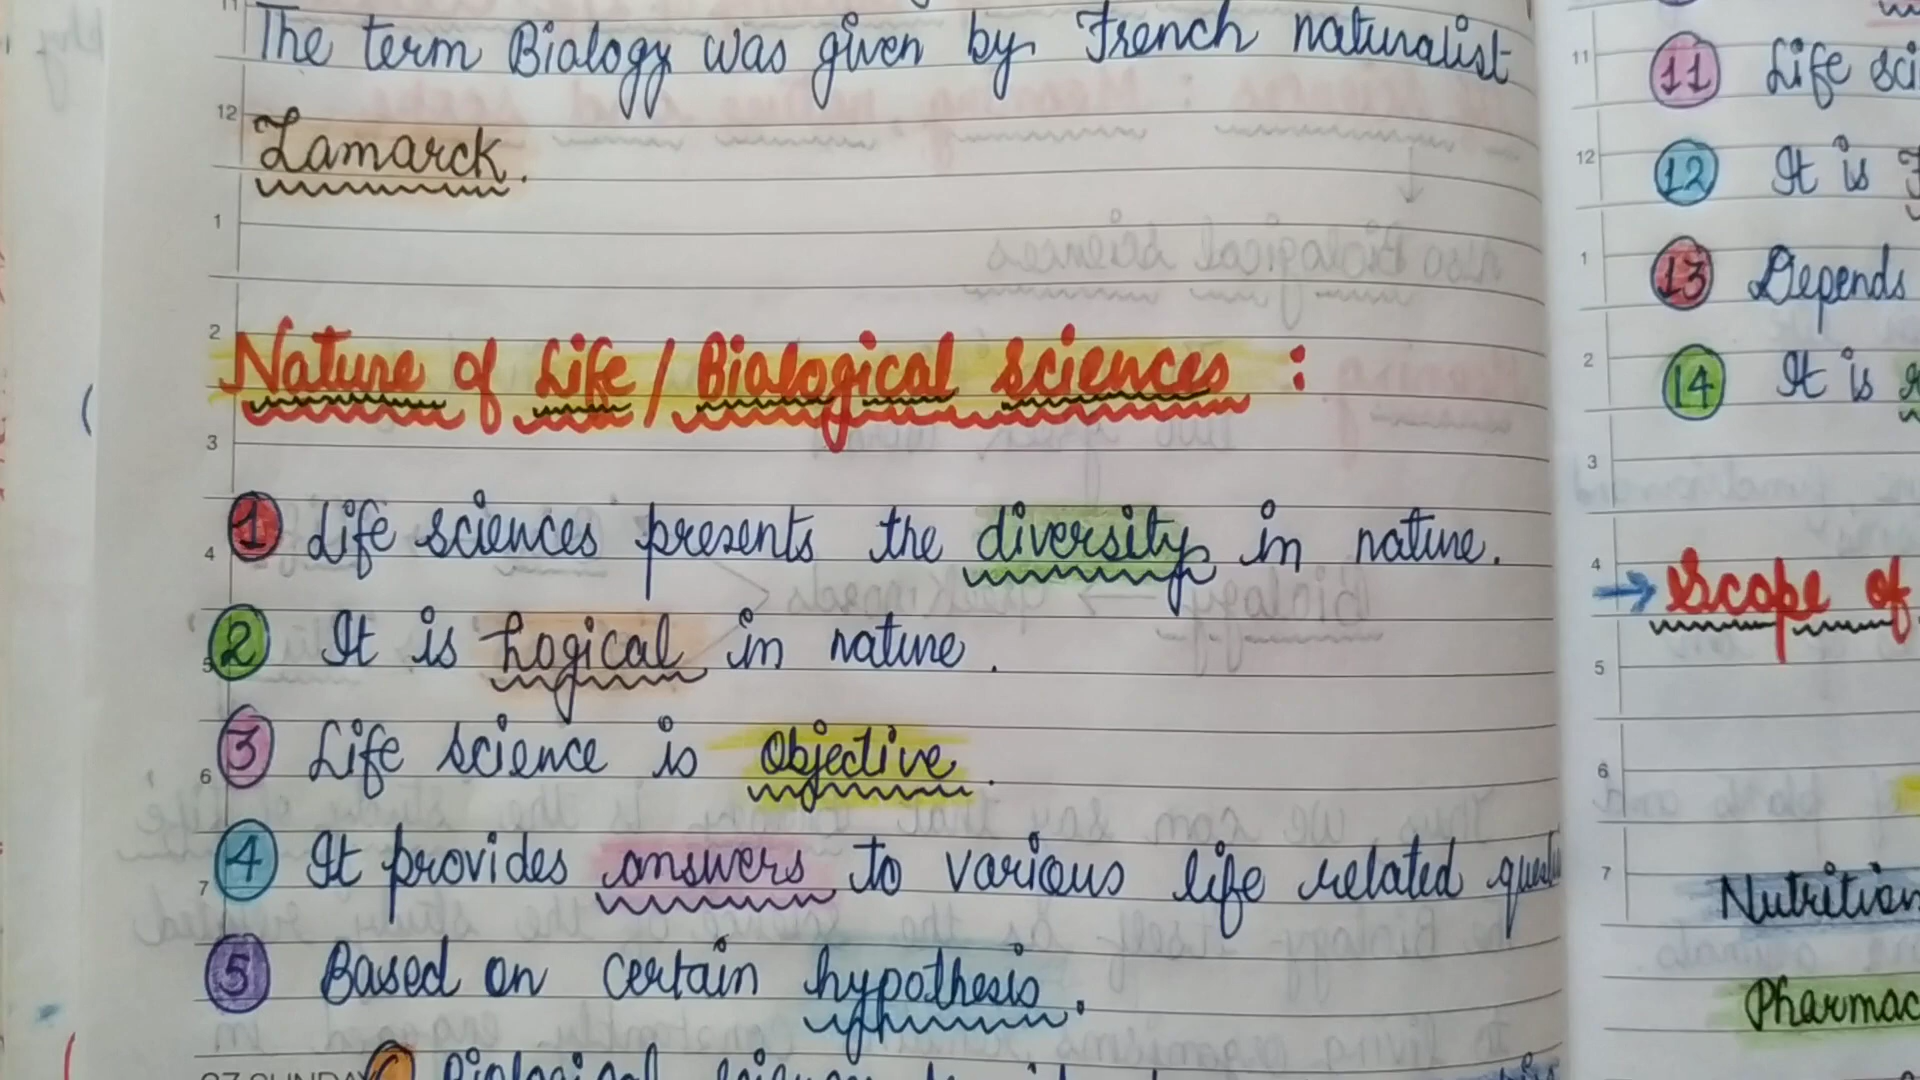 The term Biology was given by French naturalist
Lamarck.
Nature of Life / Biological sciences :
1 Life sciences presents the diversity in nature.
2 It is Logical in nature.
3 Life science is Objective.
4 It provides answers to various life related
5 Based on certain hypothesis.
6 Biological
11 Life
12 It is
13 Depends
14 It is
→ Scope of
Nutrition